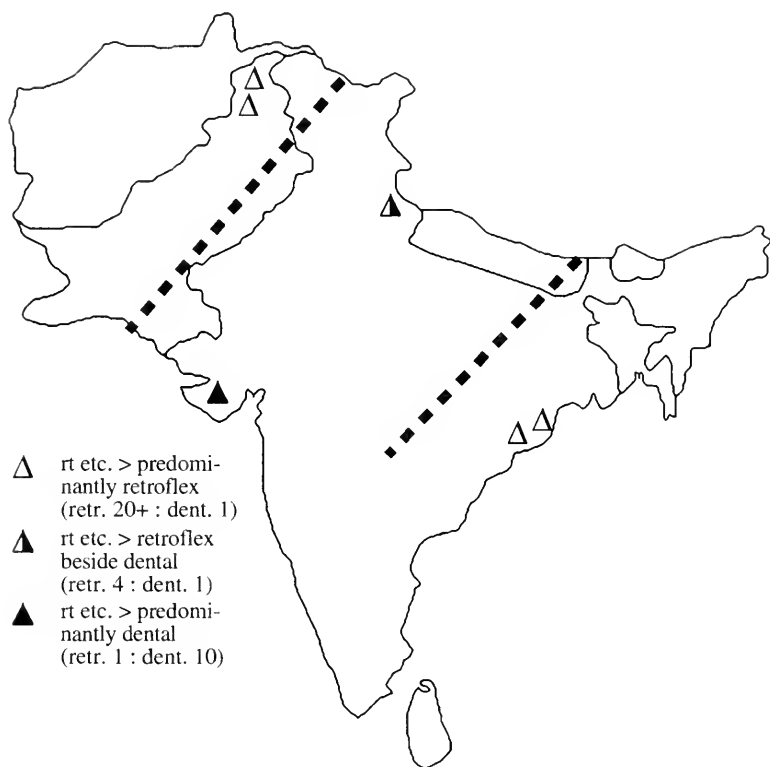 rt etc. > predomi-
nantly retroflex
(retr. 20+ : dent. 1)
rt etc. > retroflex
beside dental
(retr. 4 : dent. 1)
rt etc. > predomi-
nantly dental
(retr. 1 : dent. 10)